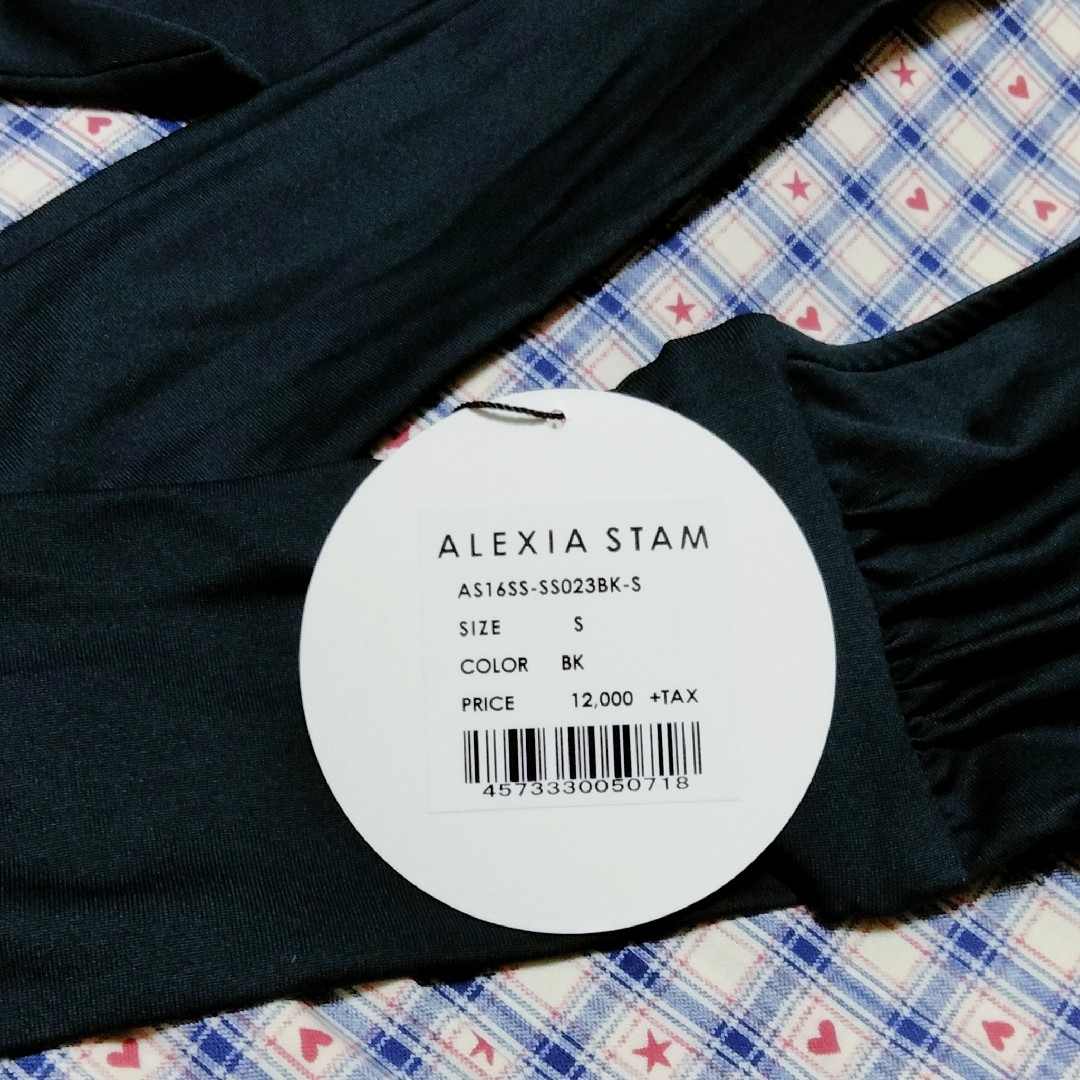 ALEXIA STAM
AS16SS-SS023BK-S
SIZE S
COLOR BK
PRICE 12,000 +TAX
4573330050718